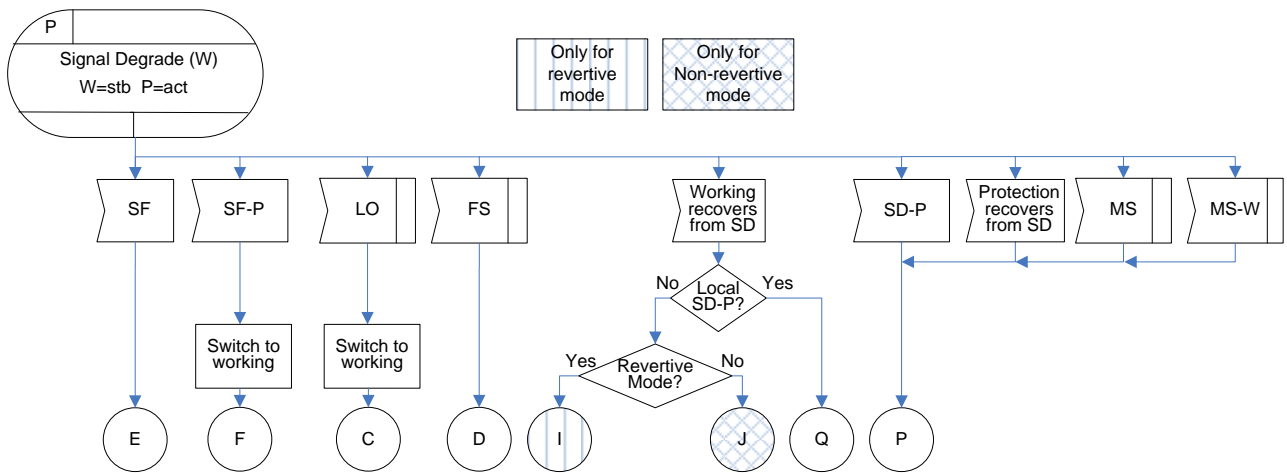 P
Signal Degrade (W)
W=stb P=act
Only for
revertive
mode
Only for
Non-revertive
mode
SF
SF-P
LO
FS
Working
recovers
from SD
SD-P
Protection
recovers
from SD
MS
MS-W
No
Local
SD-P?
Yes
Switch to
working
Switch to
working
Yes
Revertive
Mode?
No
E
F
C
D
I
J
Q
P